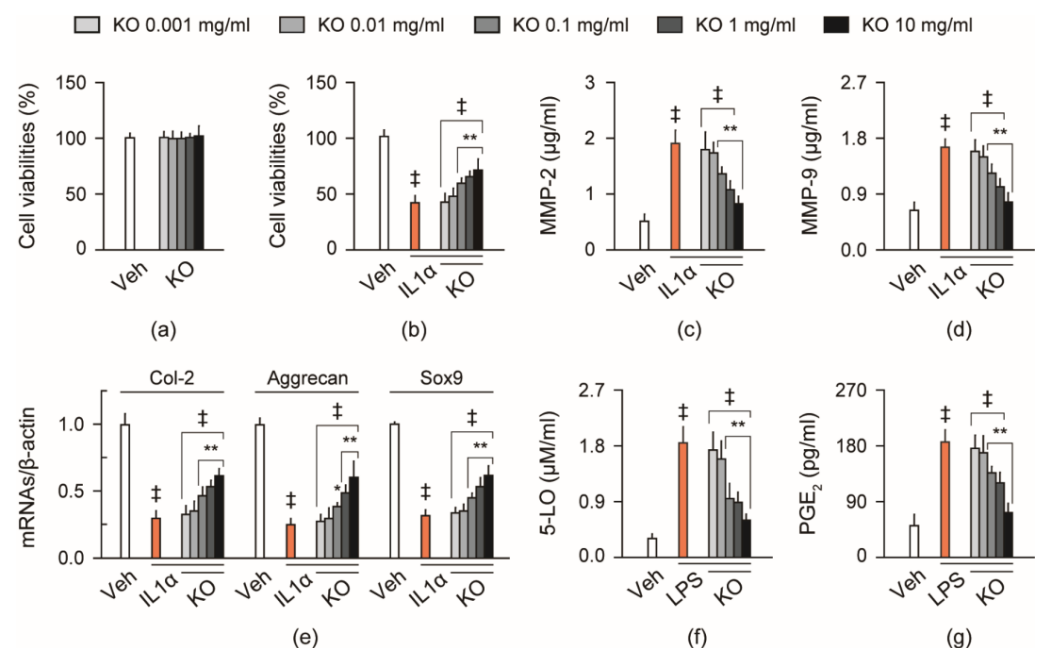 KO 0.001 mg/ml KO 0.01 mg/ml KO 0.1 mg/ml KO 1 mg/ml KO 10 mg/ml
Cell viabilities (%)
150
100
50
0
Veh KO
(a)
Cell viabilities (%)
150
100
50
0
‡
‡
**
Veh IL1α KO
(b)
MMP-2 (μg/ml)
3
2
1
0
‡
‡
**
Veh IL1α KO
(c)
MMP-9 (μg/ml)
2.7
1.8
0.9
0.0
‡
‡
**
Veh IL1α KO
(d)
mRNAs/β-actin
1.0
0.5
0.0
Col-2 Aggrecan Sox9
‡ ‡ ‡
** ** **
*
‡ ‡ ‡
Veh IL1α KO Veh IL1α KO Veh IL1α KO
(e)
5-LO (μM/ml)
2.7
1.8
0.9
0.0
‡
‡
**
Veh LPS KO
(f)
PGE₂ (pg/ml)
270
180
90
0
‡
‡
**
Veh LPS KO
(g)